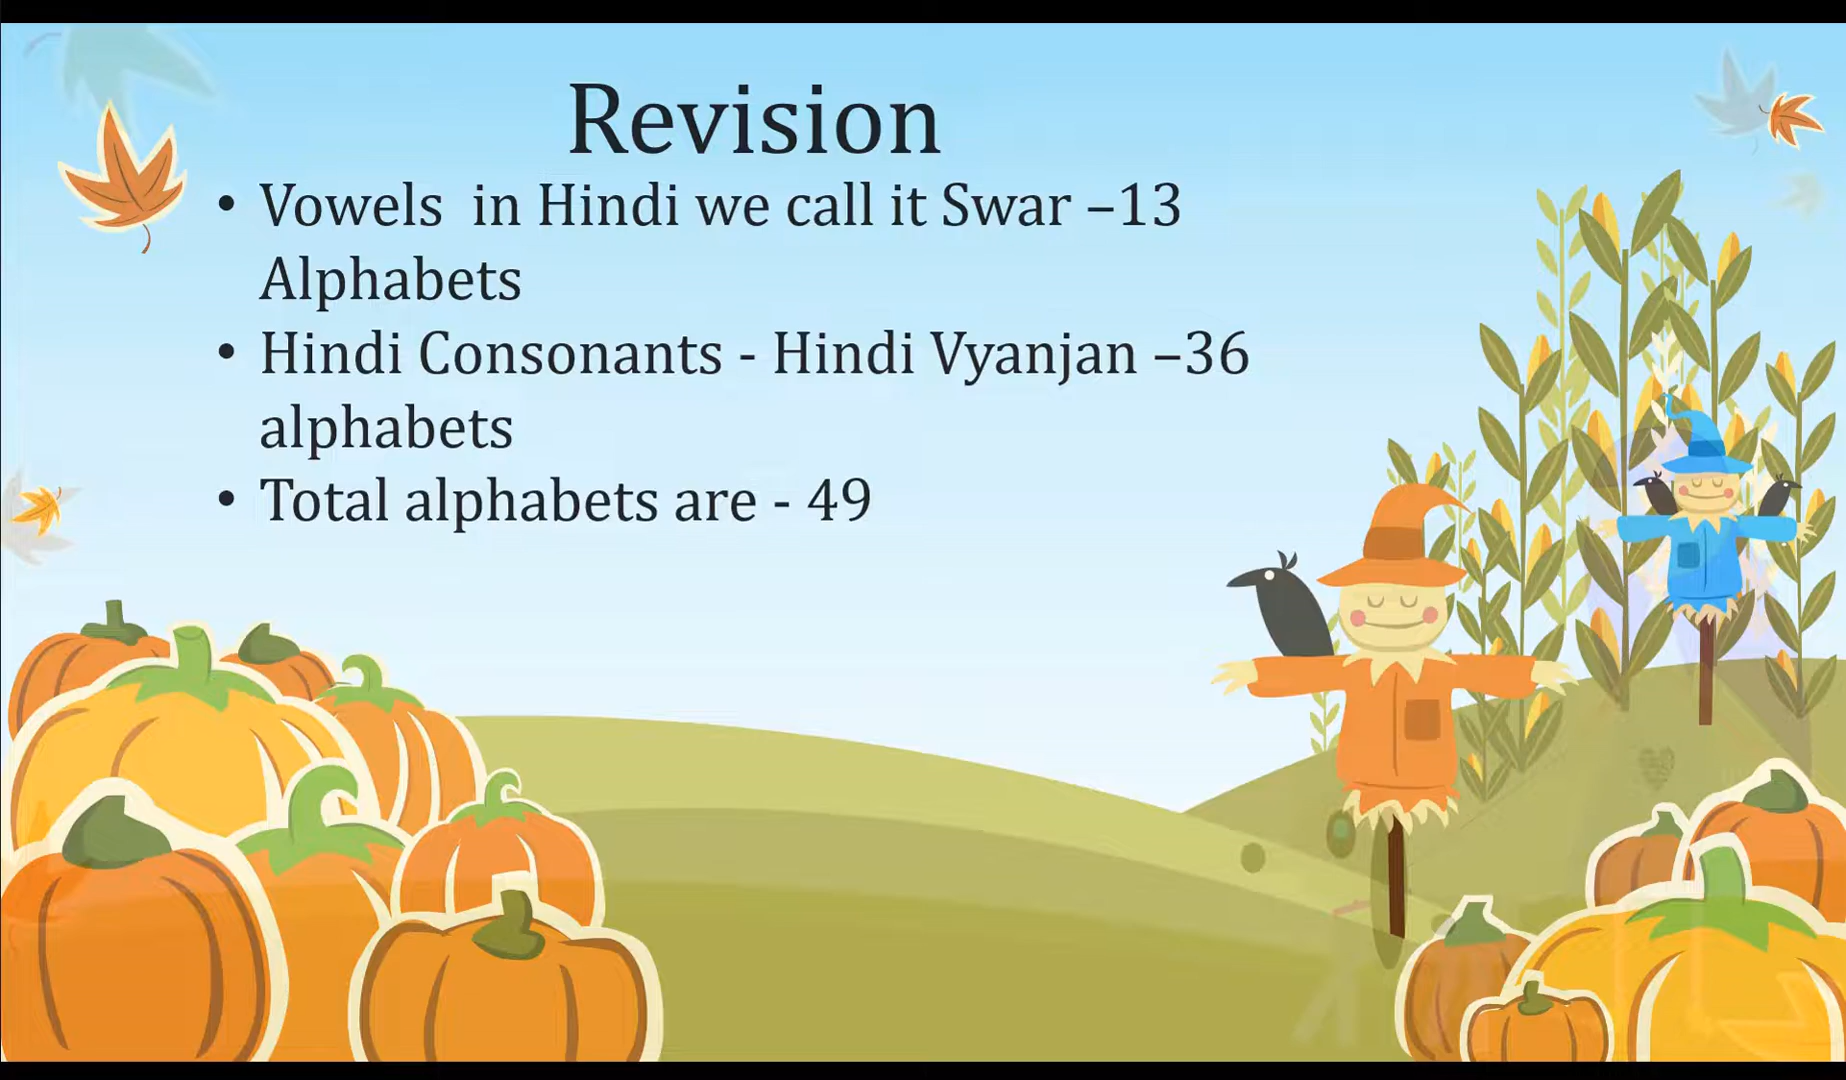 Revision
• Vowels  in Hindi we call it Swar –13
Alphabets
• Hindi Consonants - Hindi Vyanjan –36
alphabets
• Total alphabets are - 49